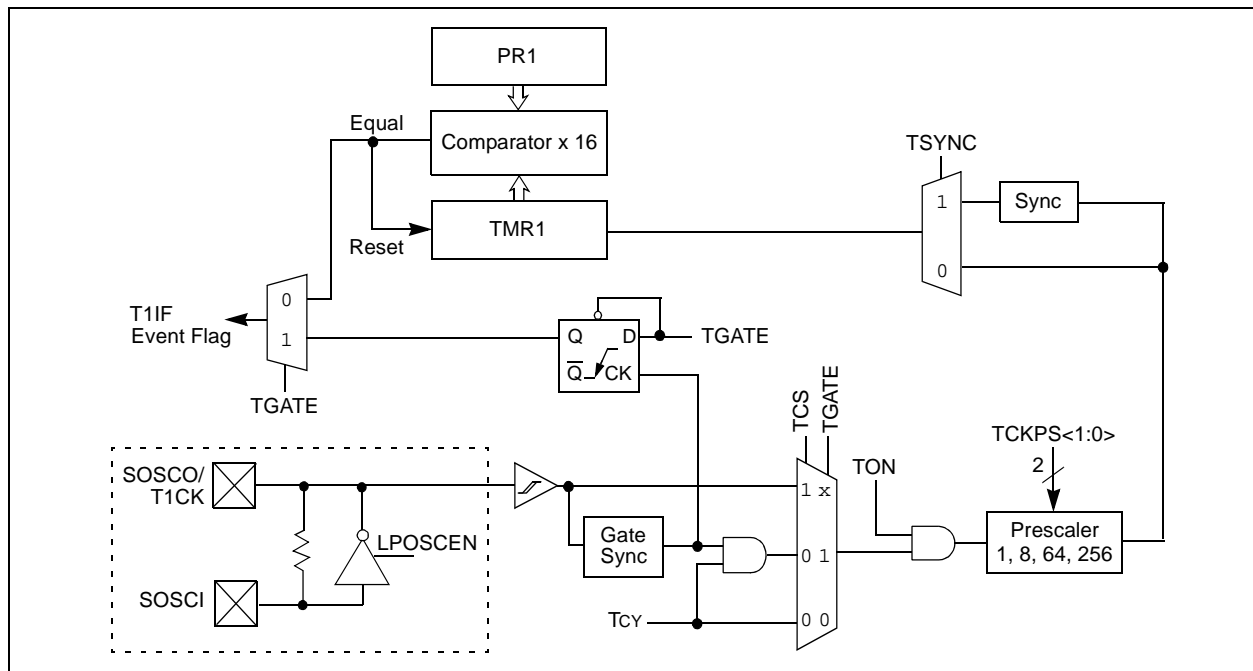 PR1
Equal
Comparator x 16
TSYNC
1
Sync
Reset
TMR1
0
T1IF
Event Flag
0
1
Q
D
TGATE
Q
CK
TGATE
TCS
TGATE
TCKPS<1:0>
SOSCO/
T1CK
TON
2
1 x
LPOSCEN
Gate
Sync
0 1
Prescaler
1, 8, 64, 256
SOSCI
TCY
0 0